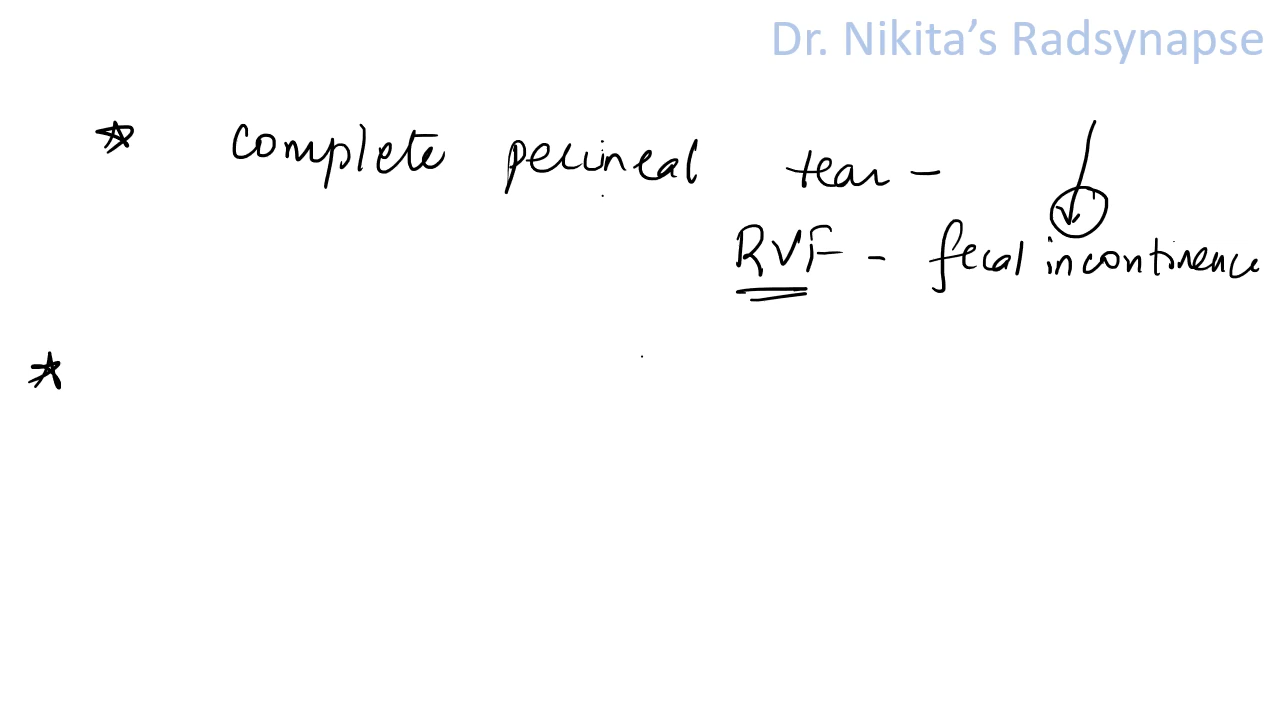 Dr. Nikita's Radsynapse
complete perineal tear -
RVF - fecal incontinence